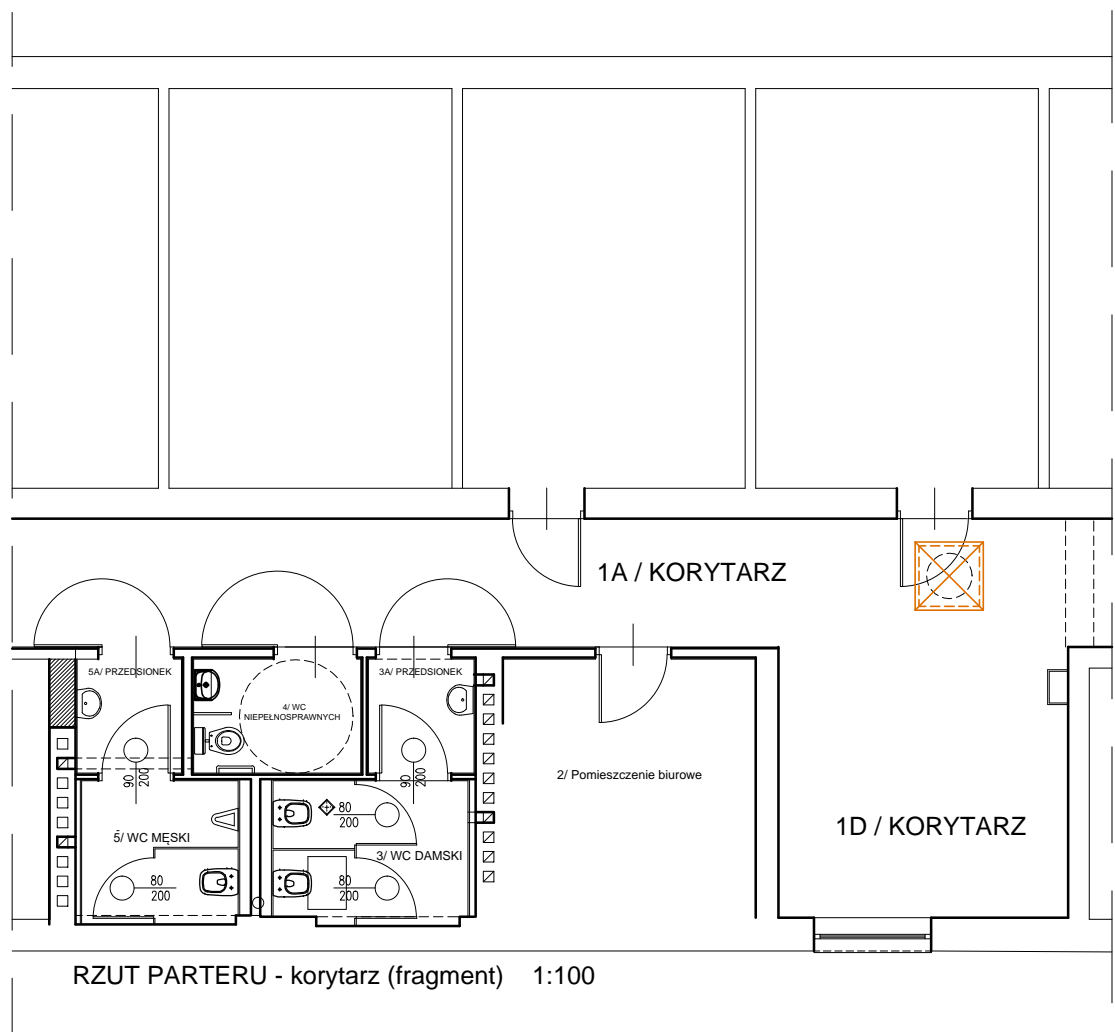 1A / KORYTARZ
5A/ PRZEDSIONEK
3A/ PRZEDSIONEK
4/ WC
NIEPEŁNOSPRAWNYCH
90
200
90
200
2/ Pomieszczenie biurowe
80
200
1D / KORYTARZ
5/ WC MĘSKI
3/ WC DAMSKI
80
200
80
200
RZUT PARTERU - korytarz (fragment) 1:100